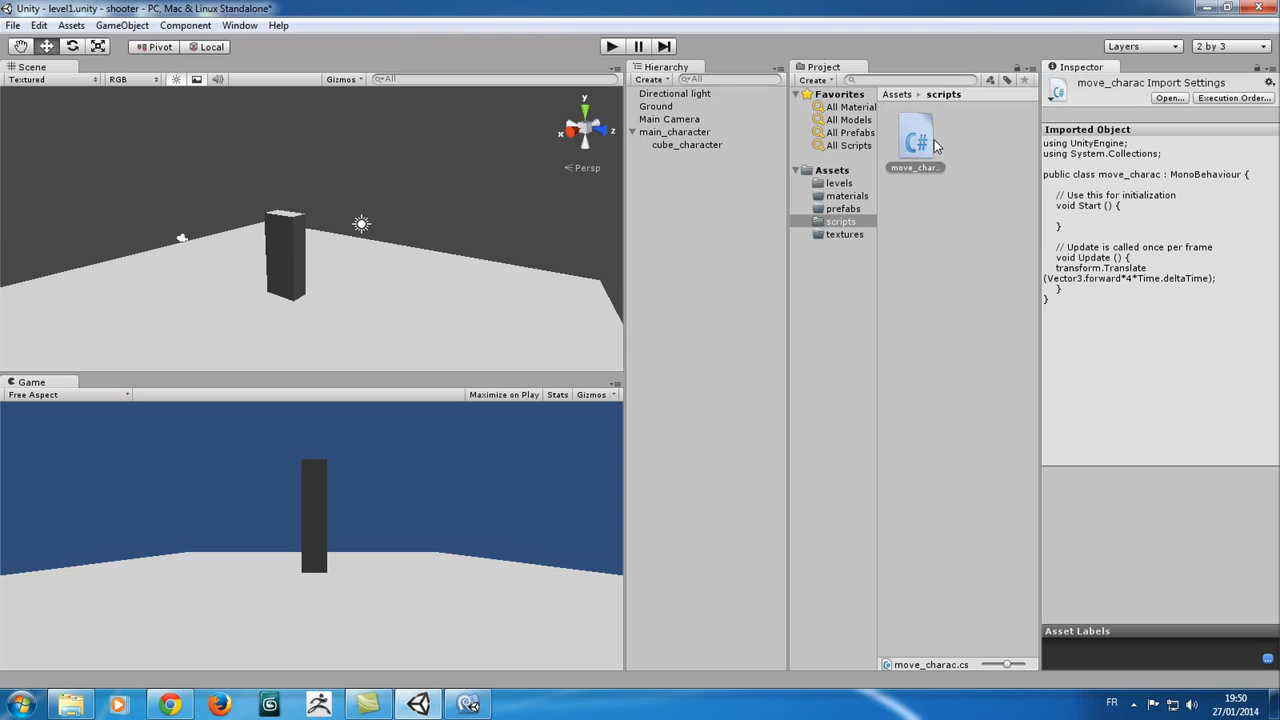 Unity - level1.unity - shooter - PC, Mac & Linux Standalone*
File Edit Assets GameObject Component Window Help
Pivot Local Layers 2 by 3
Scene
Textured RGB Gizmos All
y
x z
Persp
Game
Free Aspect Maximize on Play Stats Gizmos
Hierarchy
Create All
Directional light
Ground
Main Camera
main_character
cube_character
Project
Create
Favorites
All Material
All Models
All Prefabs
All Scripts
Assets
levels
materials
prefabs
scripts
textures
Assets scripts
C#
move_char...
move_charac.cs
Inspector
move_charac Import Settings
Open... Execution Order...
Imported Object
using UnityEngine;
using System.Collections;
public class move_charac : MonoBehaviour {
// Use this for initialization
void Start () {
}
// Update is called once per frame
void Update () {
transform.Translate
(Vector3.forward*4*Time.deltaTime);
}
}
Asset Labels
FR
19:50
27/01/2014